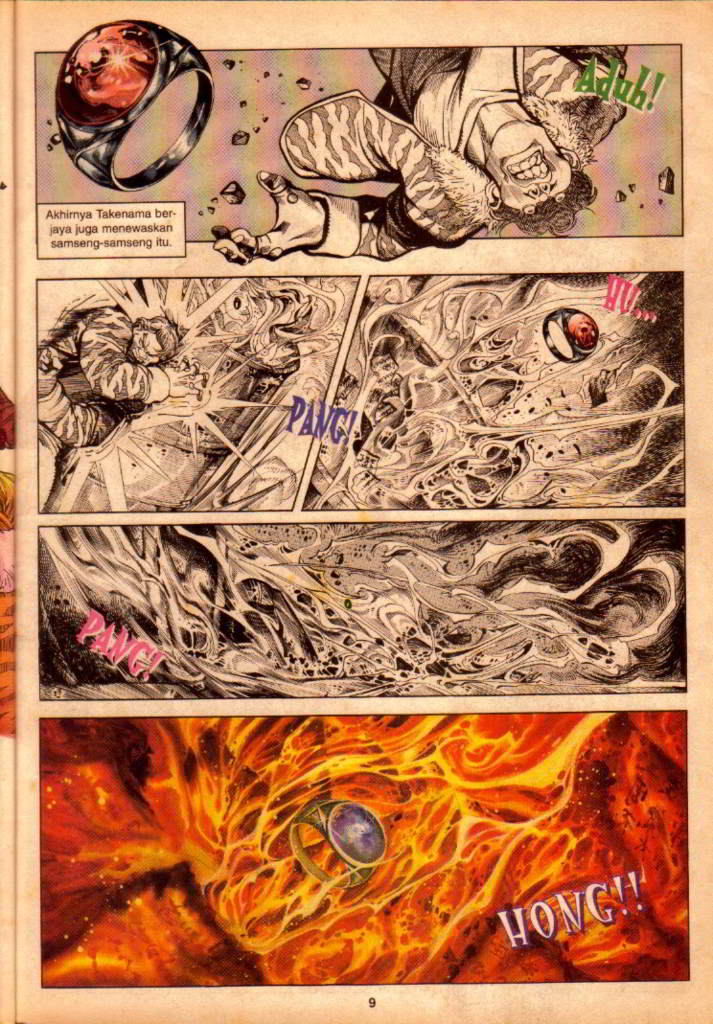 Aduh!
Akhirnya Takenama ber-
jaya juga menewaskan
samseng-samseng itu.
HU...
PANG!
PANG!
HONG!!
9